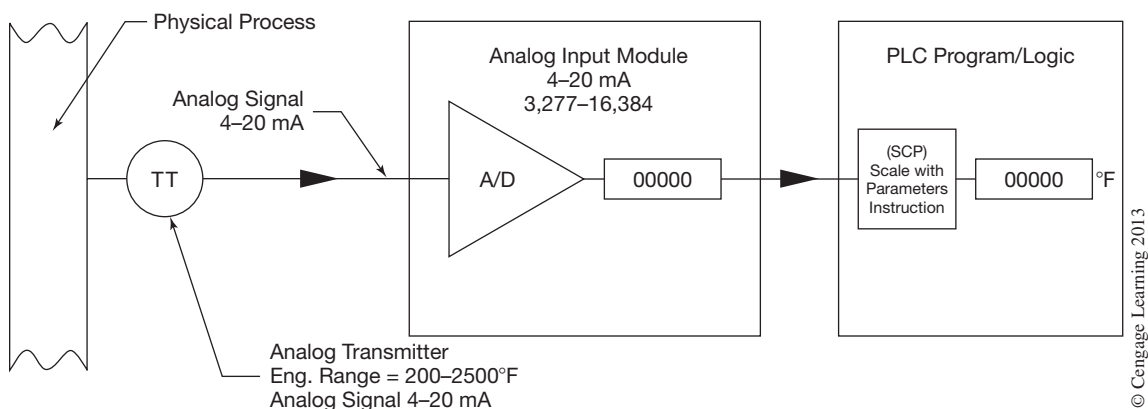 Physical Process
Analog Signal
4–20 mA
TT
Analog Transmitter
Eng. Range = 200–2500°F
Analog Signal 4–20 mA
Analog Input Module
4–20 mA
3,277–16,384
A/D
00000
PLC Program/Logic
(SCP)
Scale with
Parameters
Instruction
00000 °F
© Cengage Learning 2013